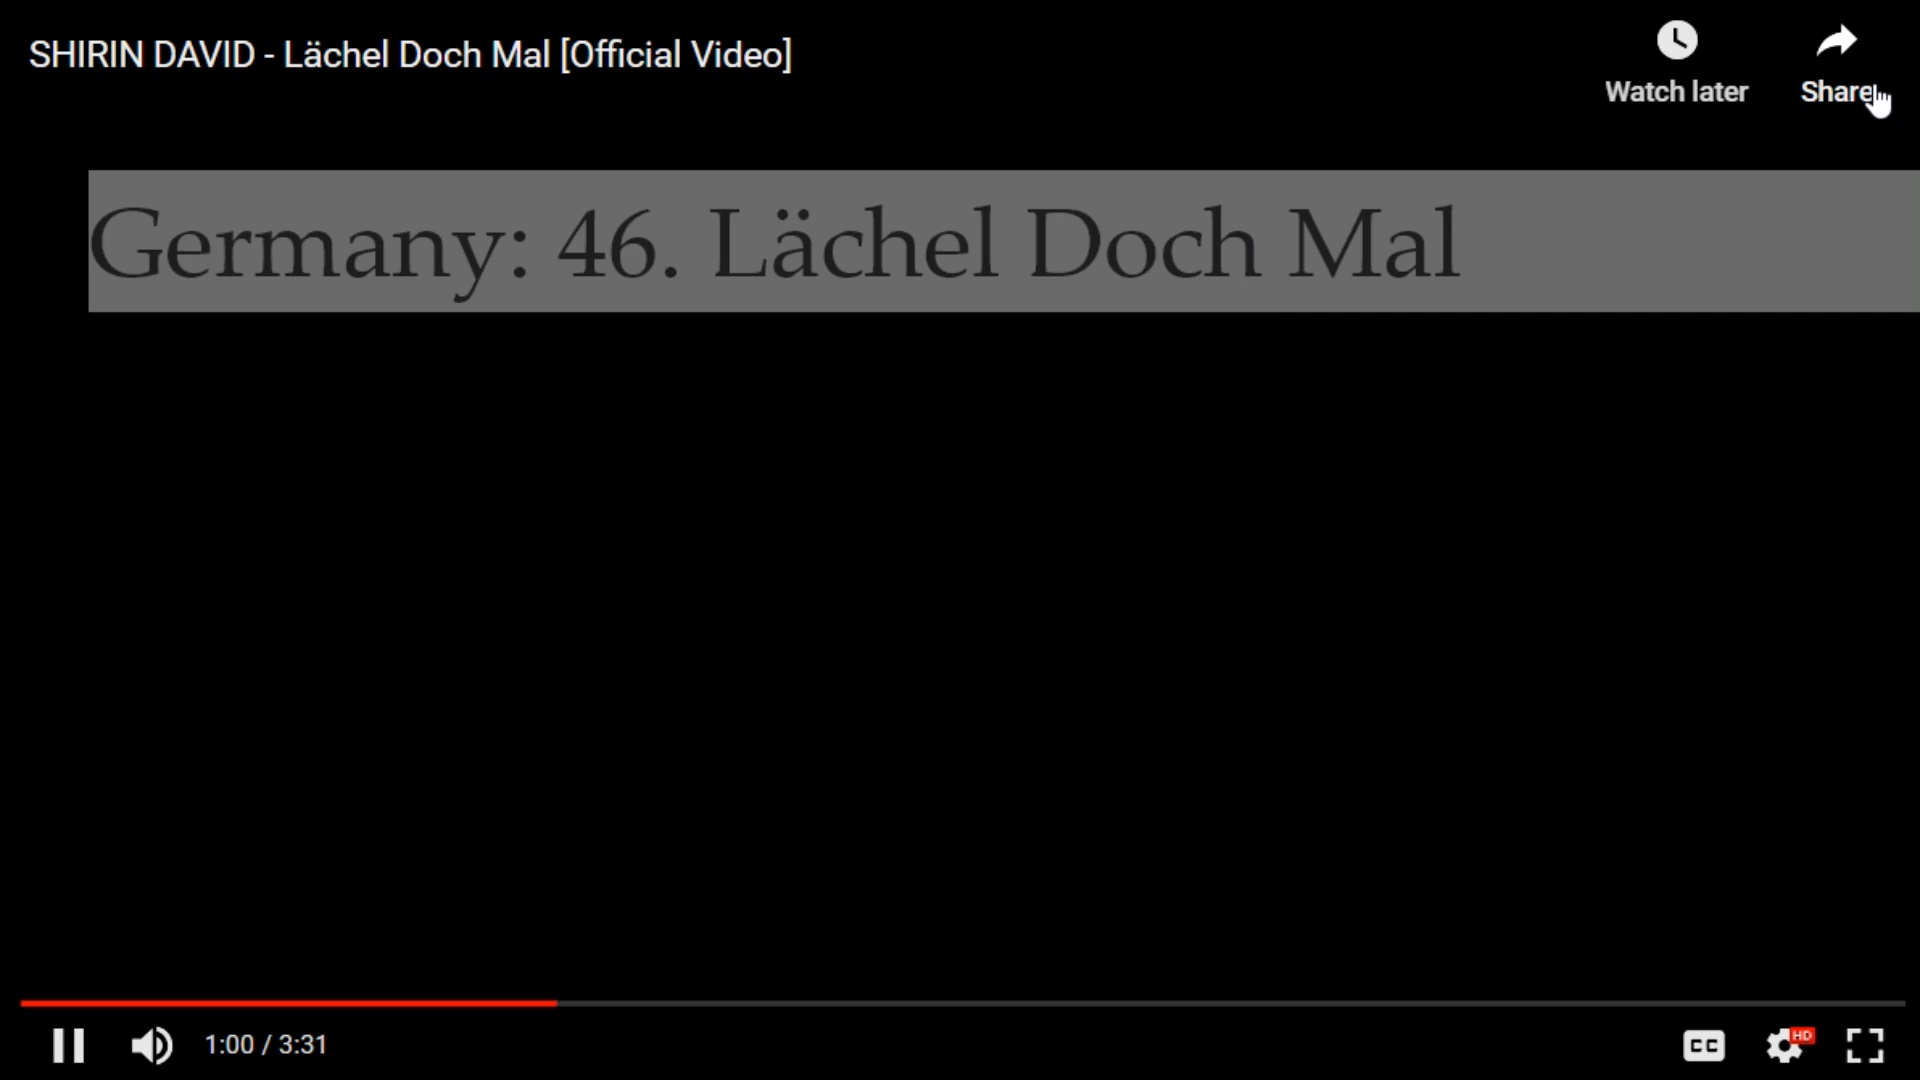 SHIRIN DAVID - Lächel Doch Mal [Official Video]
Watch later
Share
Germany: 46. Lächel Doch Mal
1:00 / 3:31
CC
HD